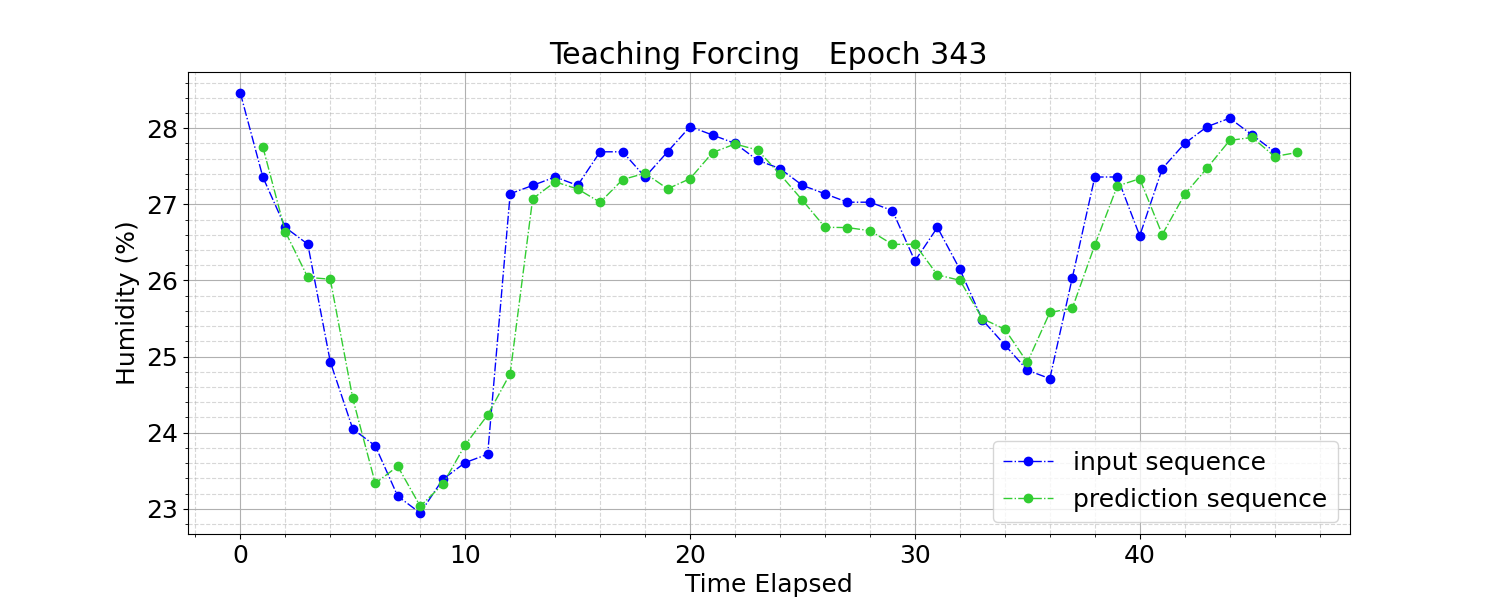 Teaching Forcing   Epoch 343
Humidity (%)
28
27
26
25
24
23
0 10 20 30 40
Time Elapsed
input sequence
prediction sequence